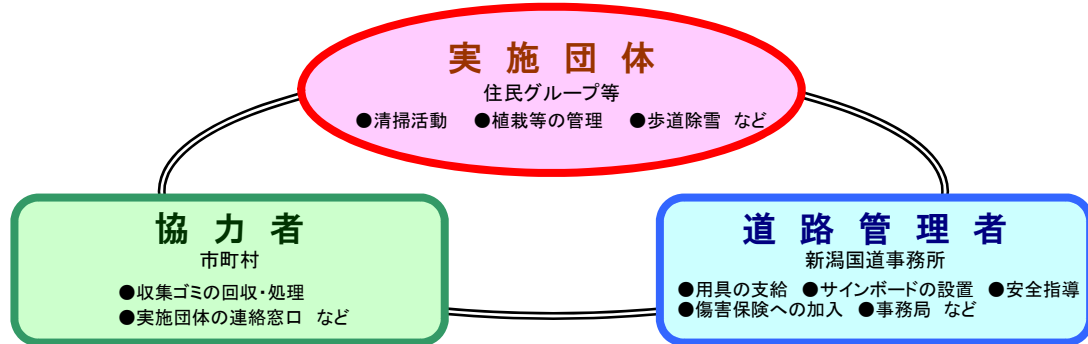 実施団体
住民グループ等
●清掃活動 ●植栽等の管理 ●歩道除雪 など
協力者
市町村
●収集ゴミの回収・処理
●実施団体の連絡窓口 など
道路管理者
新潟国道事務所
●用具の支給 ●サインボードの設置 ●安全指導
●傷害保険への加入 ●事務局 など